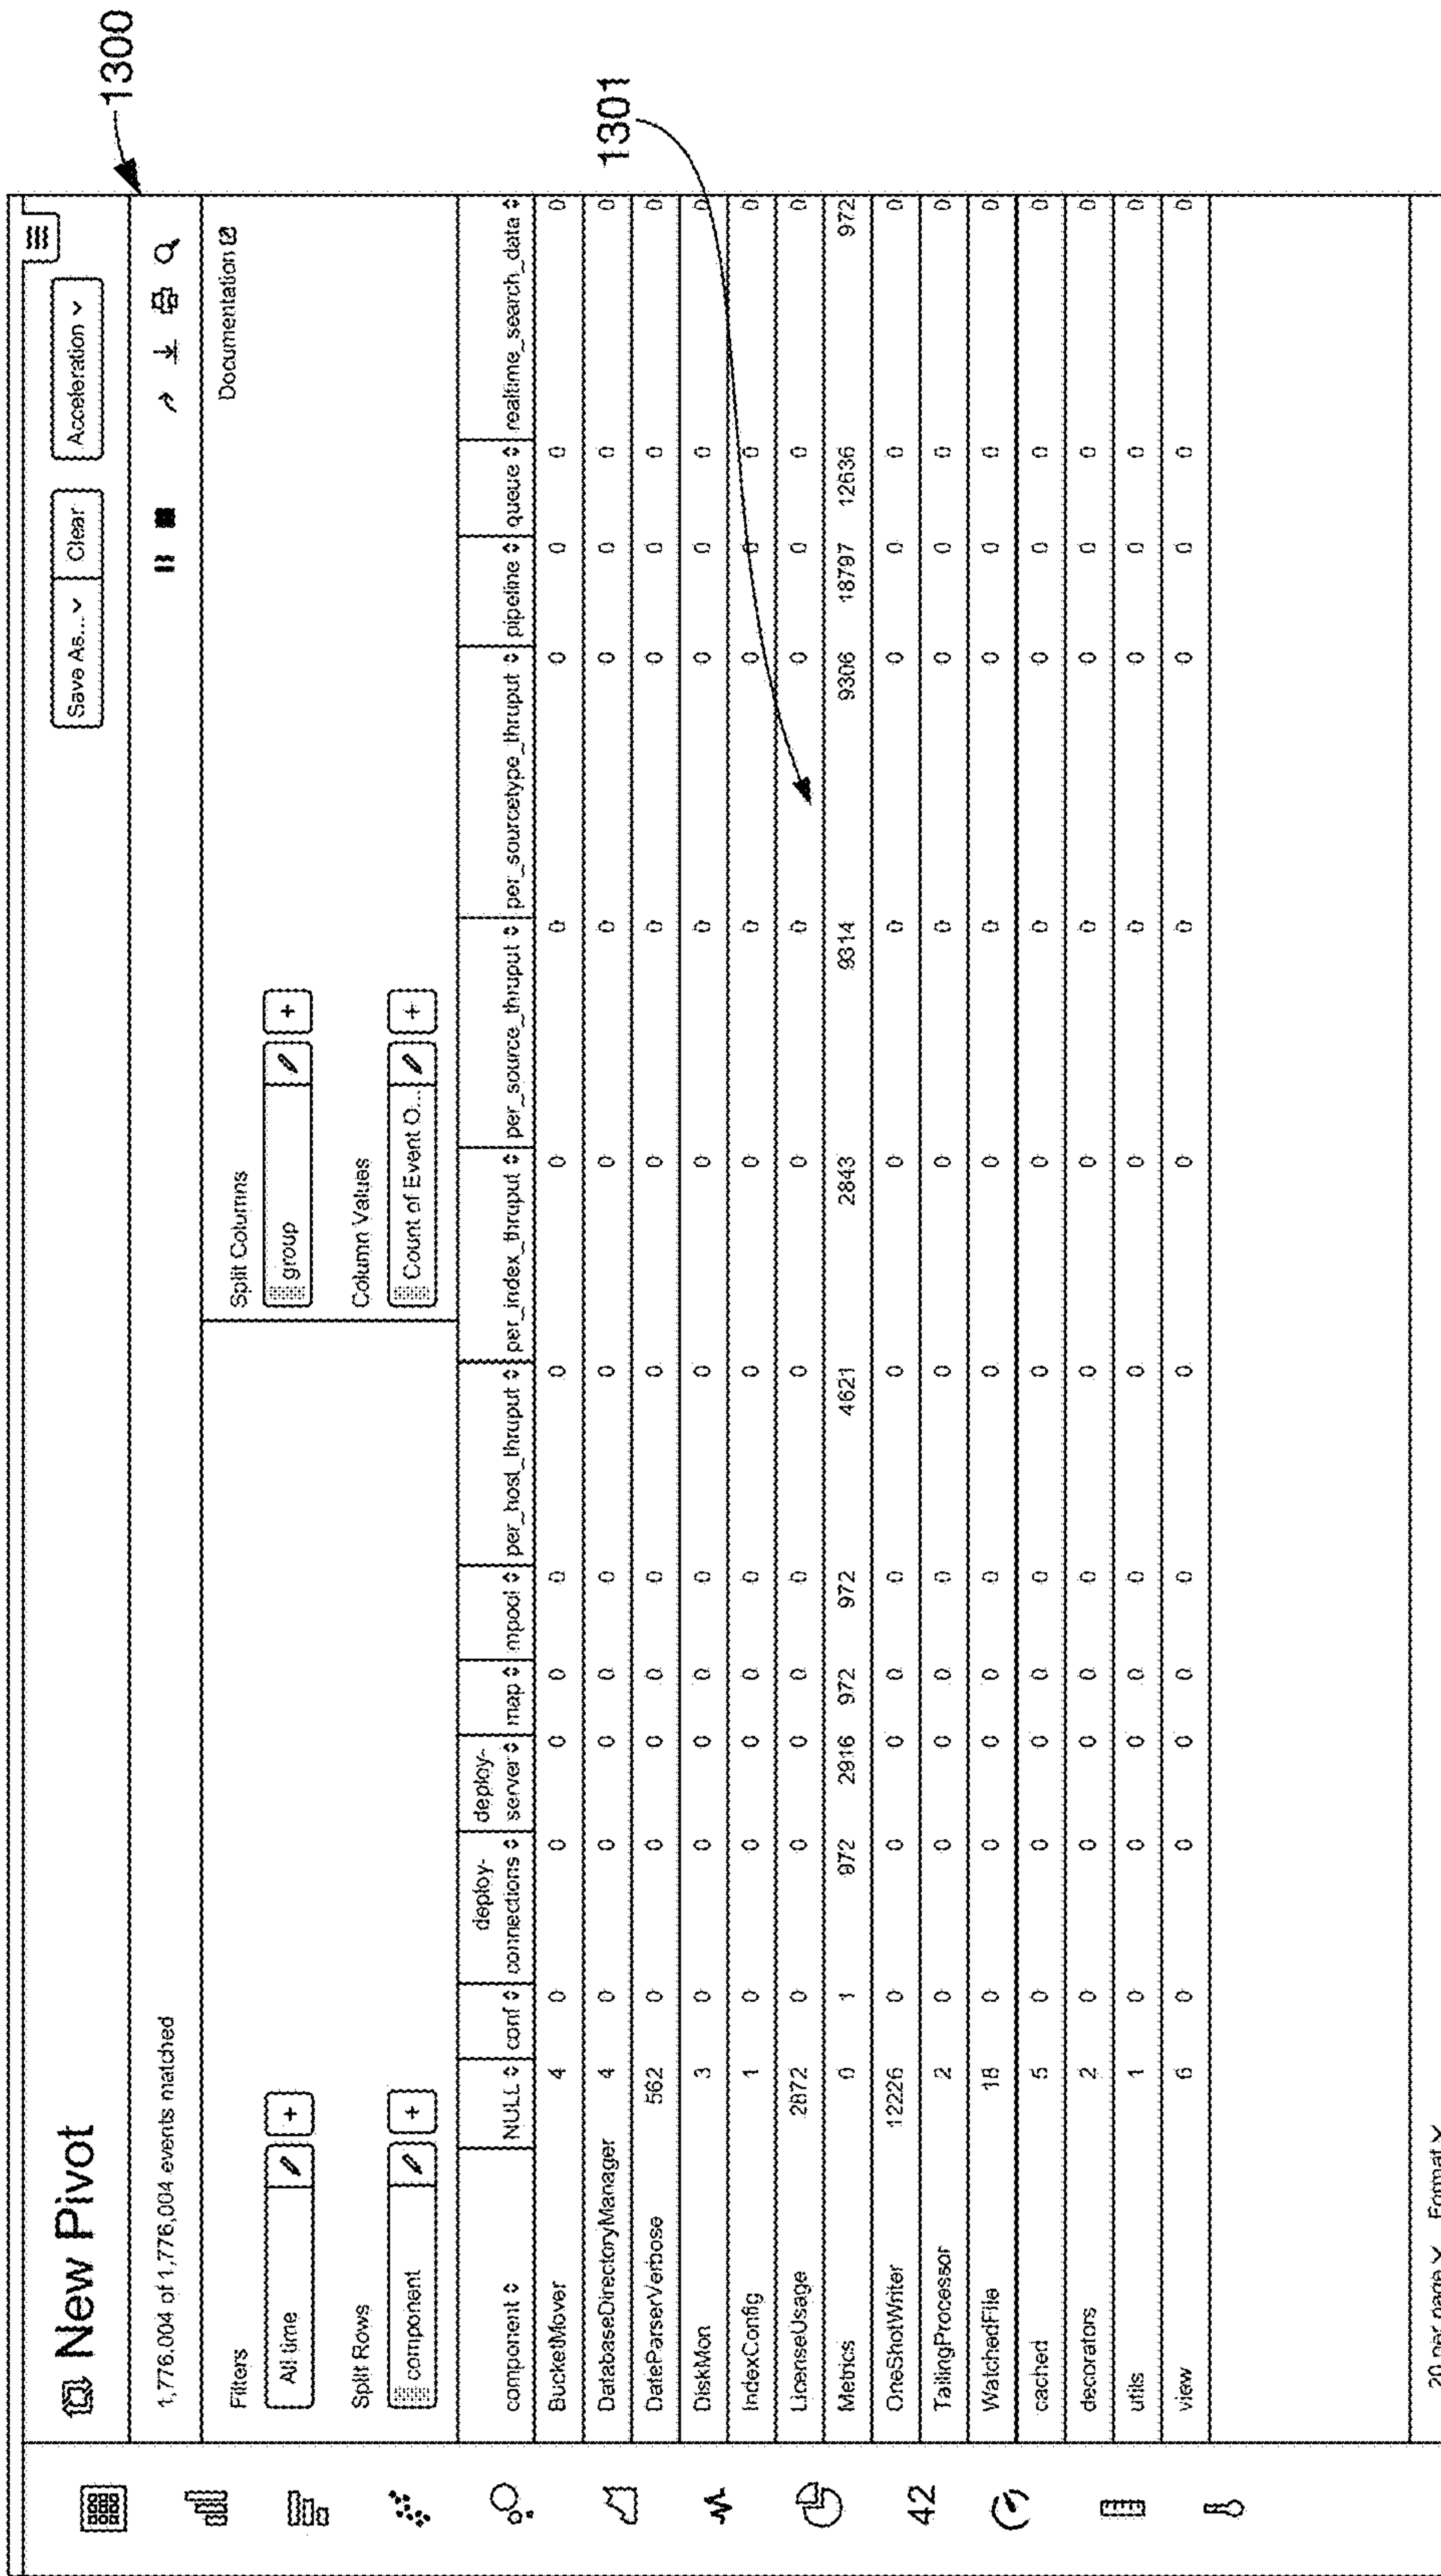 1300
1301
New Pivot
Save As... Clear Acceleration
1,776,004 of 1,776,004 events matched
Filters Split Columns Documentation
All time + group +
Split Rows Column Values
component + Count of Event O... +
component NULL conf deploy-connections deploy-server map mpool per_host_thruput per_index_thruput per_source_thruput per_sourcetype_thruput pipeline queue realtime_search_data
BucketMover 4 0 0 0 0 0 0 0 0 0 0 0 0
DatabaseDirectoryManager 4 0 0 0 0 0 0 0 0 0 0 0 0
DateParserVerbose 562 0 0 0 0 0 0 0 0 0 0 0 0
DiskMon 3 0 0 0 0 0 0 0 0 0 0 0 0
IndexConfig 1 0 0 0 0 0 0 0 0 0 0 0 0
LicenseUsage 2872 0 0 0 0 0 0 0 0 0 0 0 0
Metrics 0 1 972 2916 972 972 4621 2843 9314 9306 18797 12636 972
OneShotWriter 12226 0 0 0 0 0 0 0 0 0 0 0 0
TailingProcessor 2 0 0 0 0 0 0 0 0 0 0 0 0
WatchedFile 18 0 0 0 0 0 0 0 0 0 0 0 0
cached 5 0 0 0 0 0 0 0 0 0 0 0 0
decorators 2 0 0 0 0 0 0 0 0 0 0 0 0
utils 1 0 0 0 0 0 0 0 0 0 0 0 0
view 6 0 0 0 0 0 0 0 0 0 0 0 0
42
20 per page Format